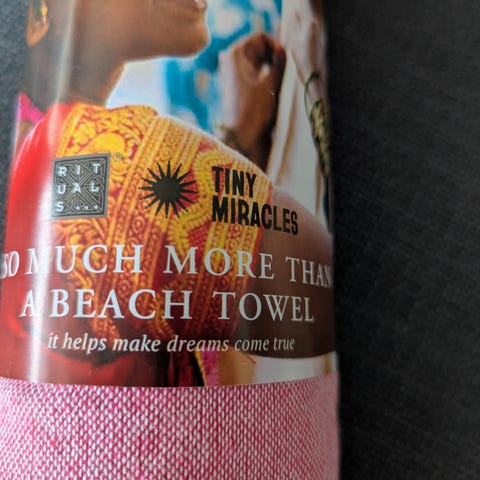 RIT
UAL
S...
®
TINY
MIRACLES
SO MUCH MORE THAN
A BEACH TOWEL
it helps make dreams come true